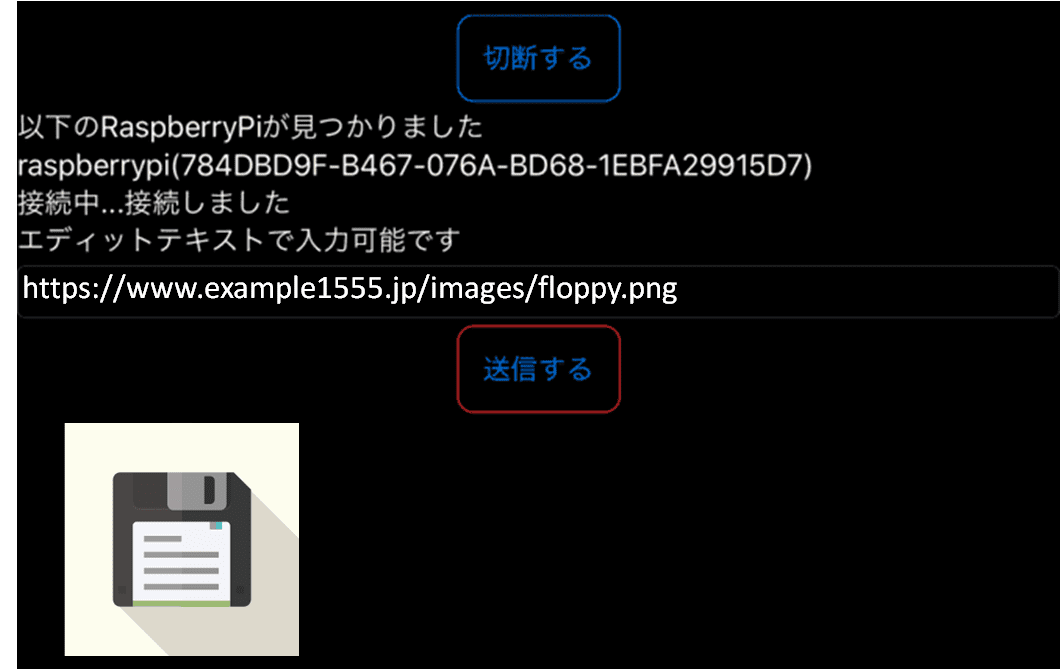 切断する
以下のRaspberryPiが見つかりました
raspberrypi(784DBD9F-B467-076A-BD68-1EBFA29915D7)
接続中...接続しました
エディットテキストで入力可能です
https://www.example1555.jp/images/floppy.png
送信する